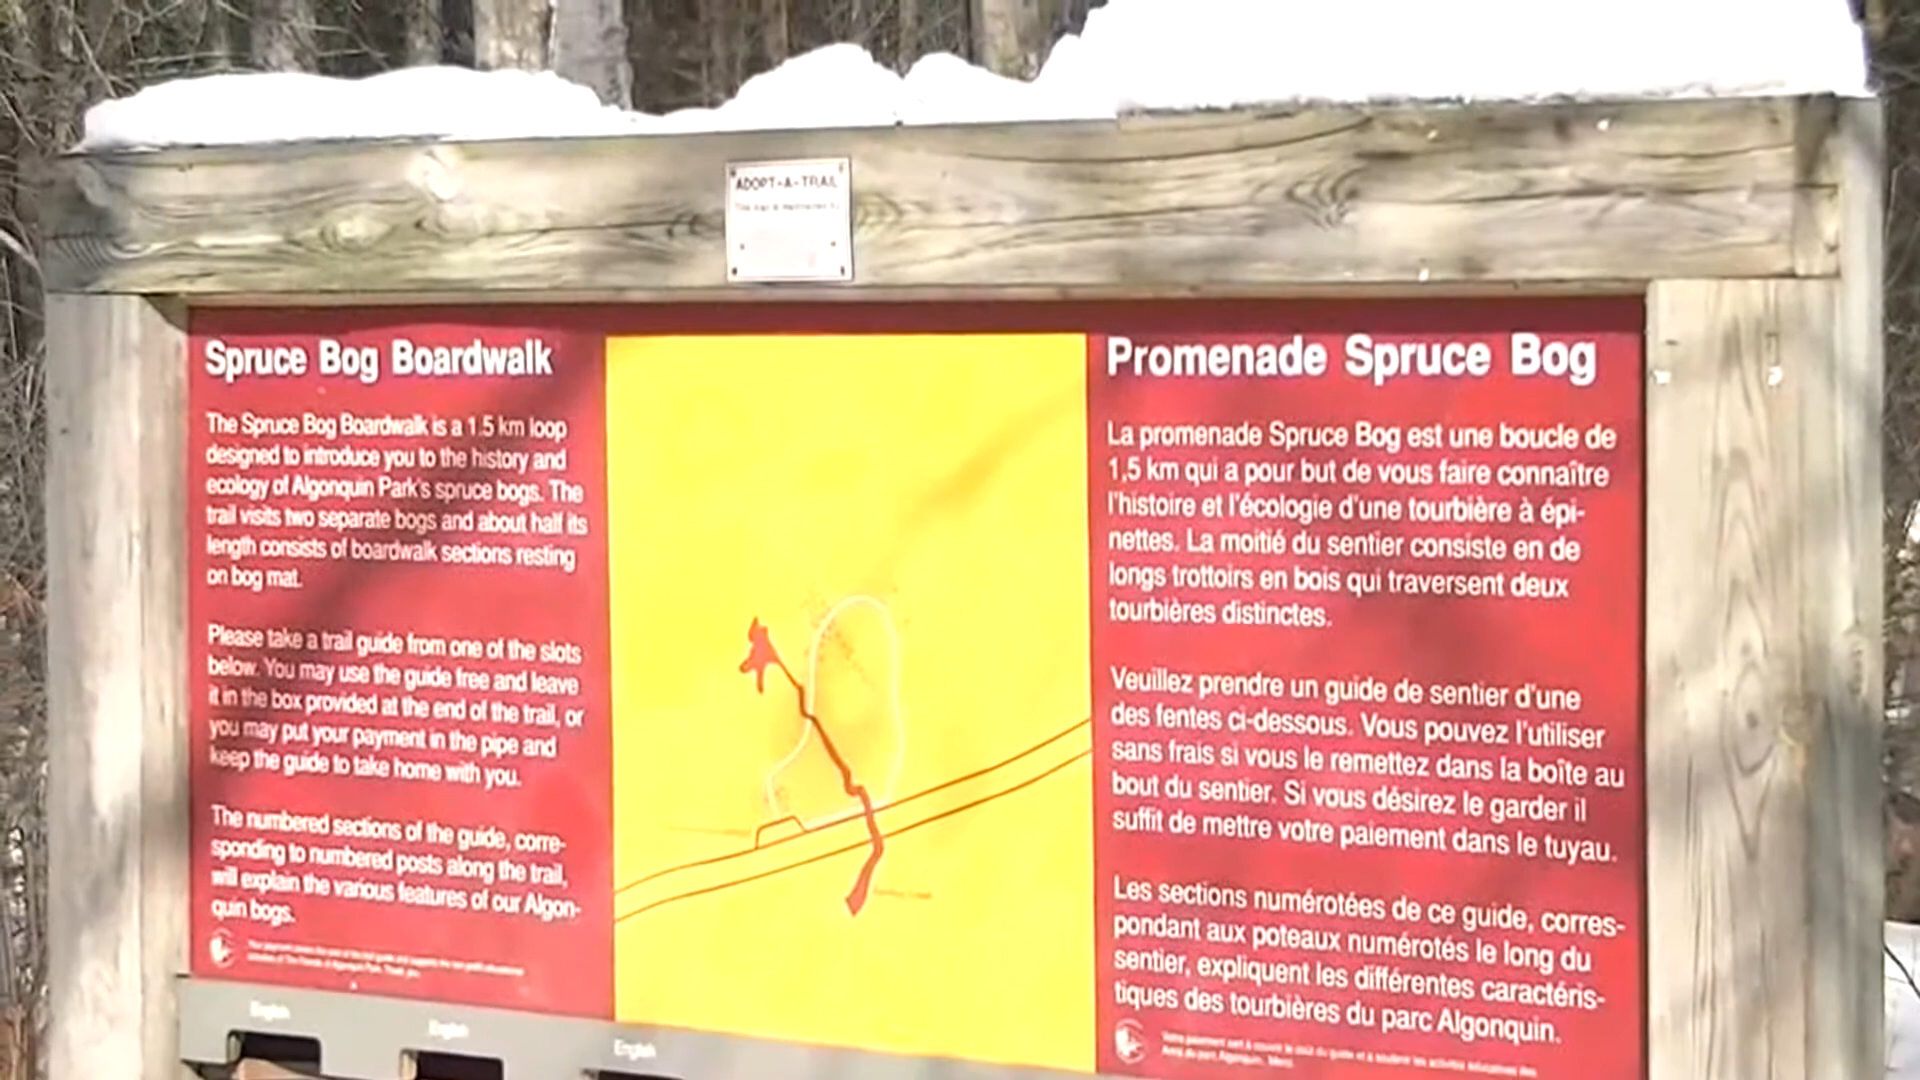 ADOPT-A-TRAIL
Spruce Bog Boardwalk
The Spruce Bog Boardwalk is a 1.5 km loop
designed to introduce you to the history and
ecology of Algonquin Park's spruce bogs. The
trail visits two separate bogs and about half its
length consists of boardwalk sections resting
on bog mat.
Please take a trail guide from one of the slots
below. You may use the guide free and leave
it in the box provided at the end of the trail, or
you may put your payment in the pipe and
keep the guide to take home with you.
The numbered sections of the guide, corre-
sponding to numbered posts along the trail,
will explain the various features of our Algon-
quin bogs.
English
English
English
Promenade Spruce Bog
La promenade Spruce Bog est une boucle de
1,5 km qui a pour but de vous faire connaître
l'histoire et l'écologie d'une tourbière à épi-
nettes. La moitié du sentier consiste en de
longs trottoirs en bois qui traversent deux
tourbières distinctes.
Veuillez prendre un guide de sentier d'une
des fentes ci-dessous. Vous pouvez l'utiliser
sans frais si vous le remettez dans la boîte au
bout du sentier. Si vous désirez le garder il
suffit de mettre votre paiement dans le tuyau.
Les sections numérotées de ce guide, corres-
pondant aux poteaux numérotés le long du
sentier, expliquent les différentes caractéris-
tiques des tourbières du parc Algonquin.